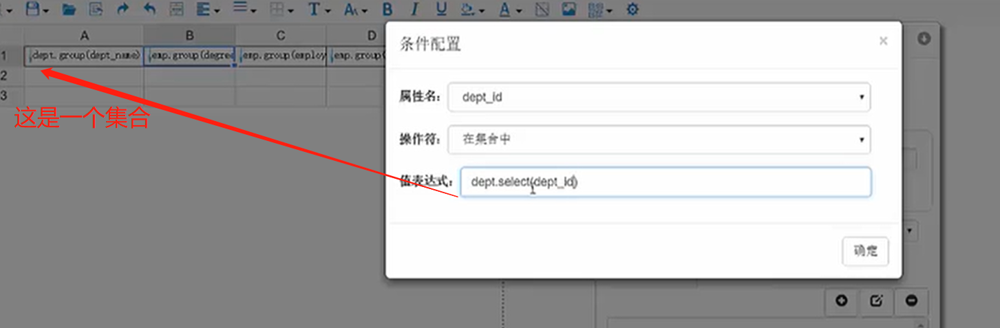 T A B I U A
A B C D
1 dept.group(dept_name) emp.group(degree emp.group(employ emp.group(
2
3
这是一个集合
条件配置 ×
属性名： dept_id
操作符： 在集合中
值表达式： dept.select(dept_id)
确定